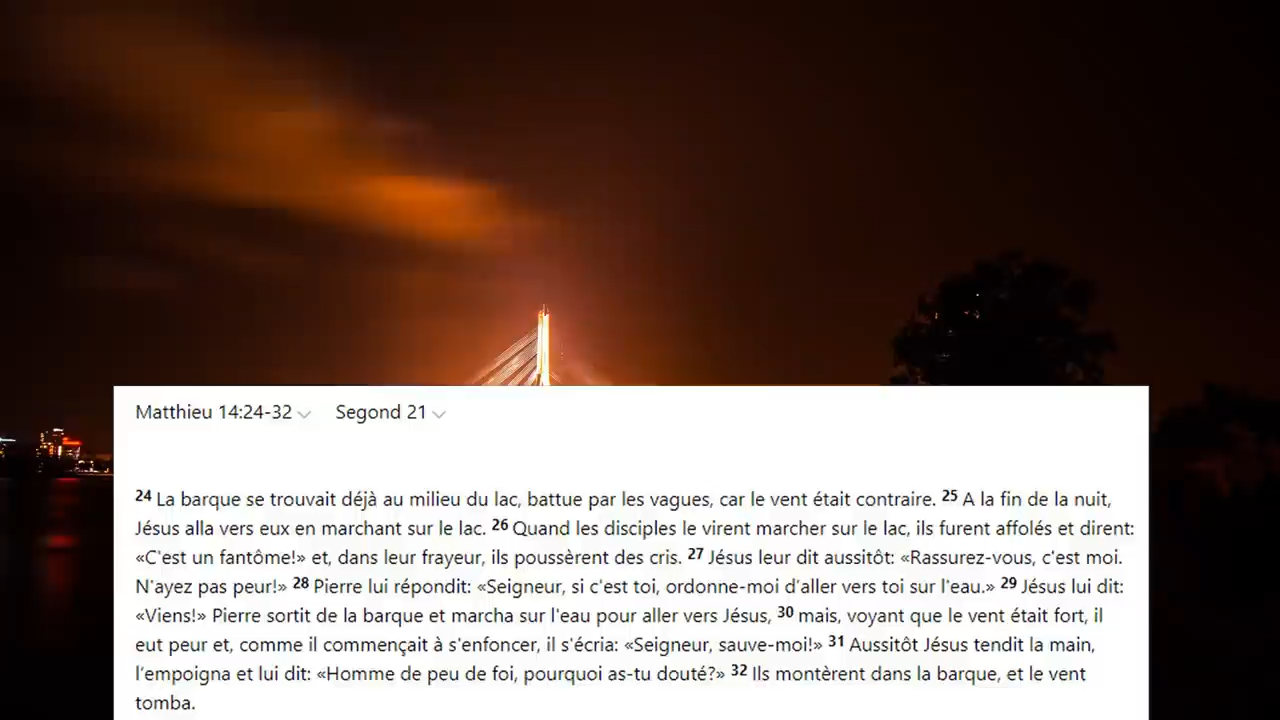 Matthieu 14:24-32 Segond 21
24 La barque se trouvait déjà au milieu du lac, battue par les vagues, car le vent était contraire. 25 A la fin de la nuit,
Jésus alla vers eux en marchant sur le lac. 26 Quand les disciples le virent marcher sur le lac, ils furent affolés et dirent:
«C'est un fantôme!» et, dans leur frayeur, ils poussèrent des cris. 27 Jésus leur dit aussitôt: «Rassurez-vous, c'est moi.
N'ayez pas peur!» 28 Pierre lui répondit: «Seigneur, si c'est toi, ordonne-moi d'aller vers toi sur l'eau.» 29 Jésus lui dit:
«Viens!» Pierre sortit de la barque et marcha sur l'eau pour aller vers Jésus, 30 mais, voyant que le vent était fort, il
eut peur et, comme il commençait à s'enfoncer, il s'écria: «Seigneur, sauve-moi!» 31 Aussitôt Jésus tendit la main,
l'empoigna et lui dit: «Homme de peu de foi, pourquoi as-tu douté?» 32 Ils montèrent dans la barque, et le vent
tomba.